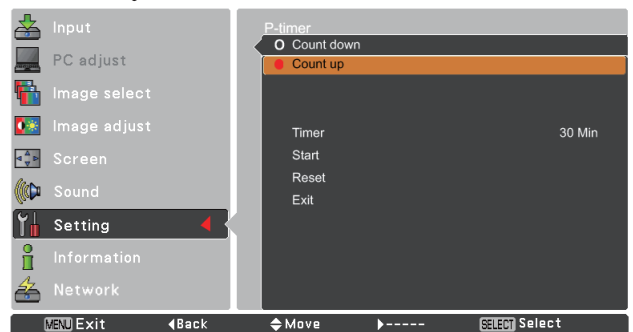 Input
PC adjust
Image select
Image adjust
Screen
Sound
Setting
Information
Network
P-timer
Count down
Count up
Timer 30 Min
Start
Reset
Exit
MENU Exit Back Move ----- SELECT Select